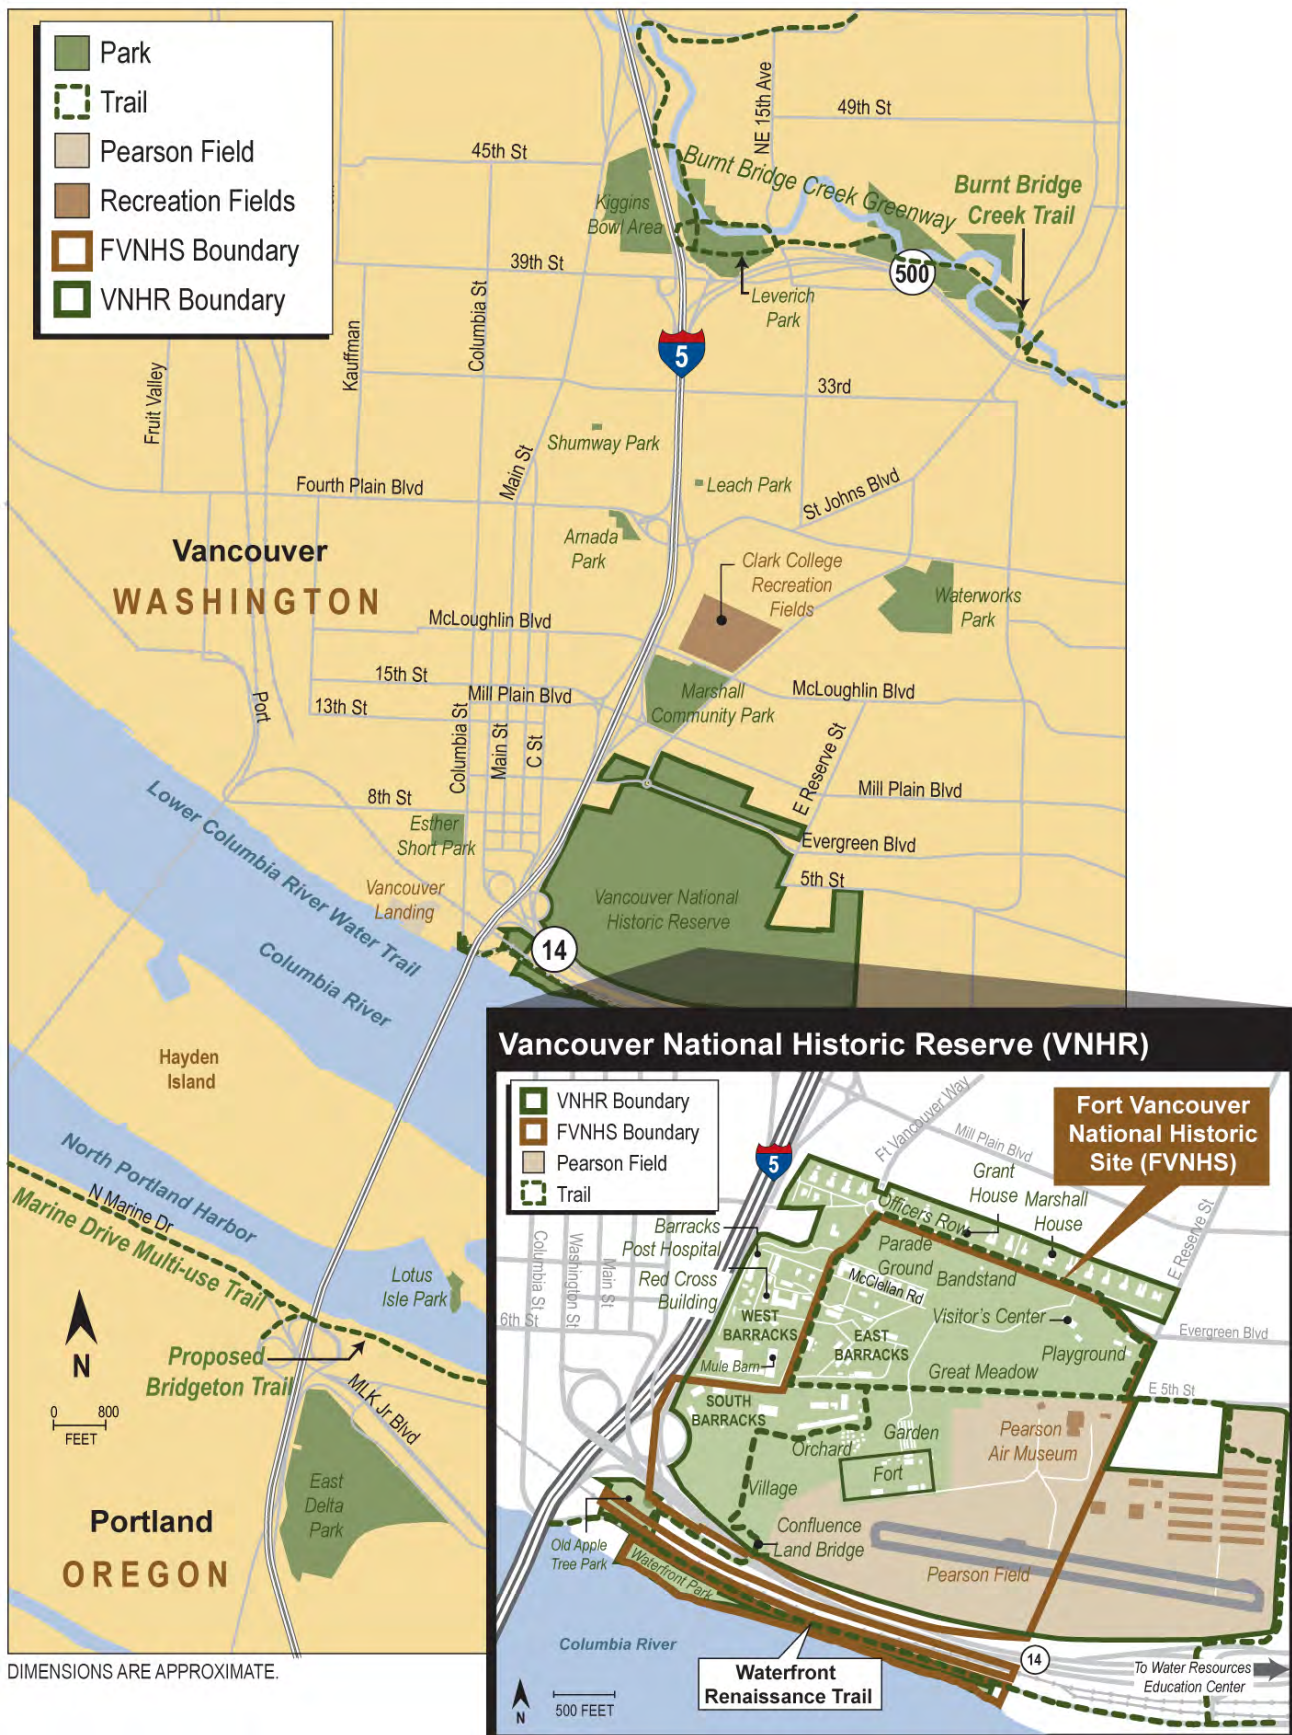 Park
Trail
Pearson Field
Recreation Fields
FVNHS Boundary
VNHR Boundary
45th St
NE 15th Ave
49th St
Burnt Bridge Creek Greenway
Burnt Bridge
Creek Trail
Kiggins
Bowl Area
39th St
500
Leverich
Park
Columbia St
Kauffman
Fruit Valley
5
33rd
Shumway Park
Main St
Leach Park
Fourth Plain Blvd
St Johns Blvd
Arnada
Park
Vancouver
WASHINGTON
Clark College
Recreation
Fields
Waterworks
Park
McLoughlin Blvd
15th St
Mill Plain Blvd
13th St
Port
Marshall
Community Park
McLoughlin Blvd
Columbia St
Main St
C St
E Reserve St
8th St
Mill Plain Blvd
Esther
Short Park
Evergreen Blvd
5th St
Vancouver
Landing
Vancouver National
Historic Reserve
14
Lower Columbia River Water Trail
Columbia River
Hayden
Island
North Portland Harbor
N Marine Dr
Marine Drive Multi-use Trail
Lotus
Isle Park
N
Proposed
Bridgeton Trail
MLK Jr Blvd
0 800
FEET
East
Delta
Park
Portland
OREGON
DIMENSIONS ARE APPROXIMATE.
Vancouver National Historic Reserve (VNHR)
VNHR Boundary
FVNHS Boundary
Pearson Field
Trail
5
Ft Vancouver Way
Mill Plain Blvd
Fort Vancouver
National Historic
Site (FVNHS)
Grant
House
Marshall
House
Officers Row
E Reserve St
Barracks
Post Hospital
Parade
Ground
Bandstand
McClellan Rd
Red Cross
Building
Columbia St
Washington St
Main St
6th St
WEST
BARRACKS
EAST
BARRACKS
Visitor's Center
Evergreen Blvd
Playground
Mule Barn
Great Meadow
E 5th St
SOUTH
BARRACKS
Garden
Orchard
Pearson
Air Museum
Fort
Village
Confluence
Land Bridge
Old Apple
Tree Park
Waterfront Park
Pearson Field
Columbia River
14
Waterfront
Renaissance Trail
To Water Resources
Education Center
N
500 FEET